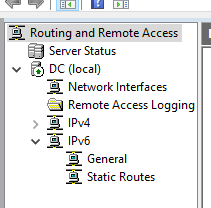 Routing and Remote Access
Server Status
DC (local)
Network Interfaces
Remote Access Logging
IPv4
IPv6
General
Static Routes